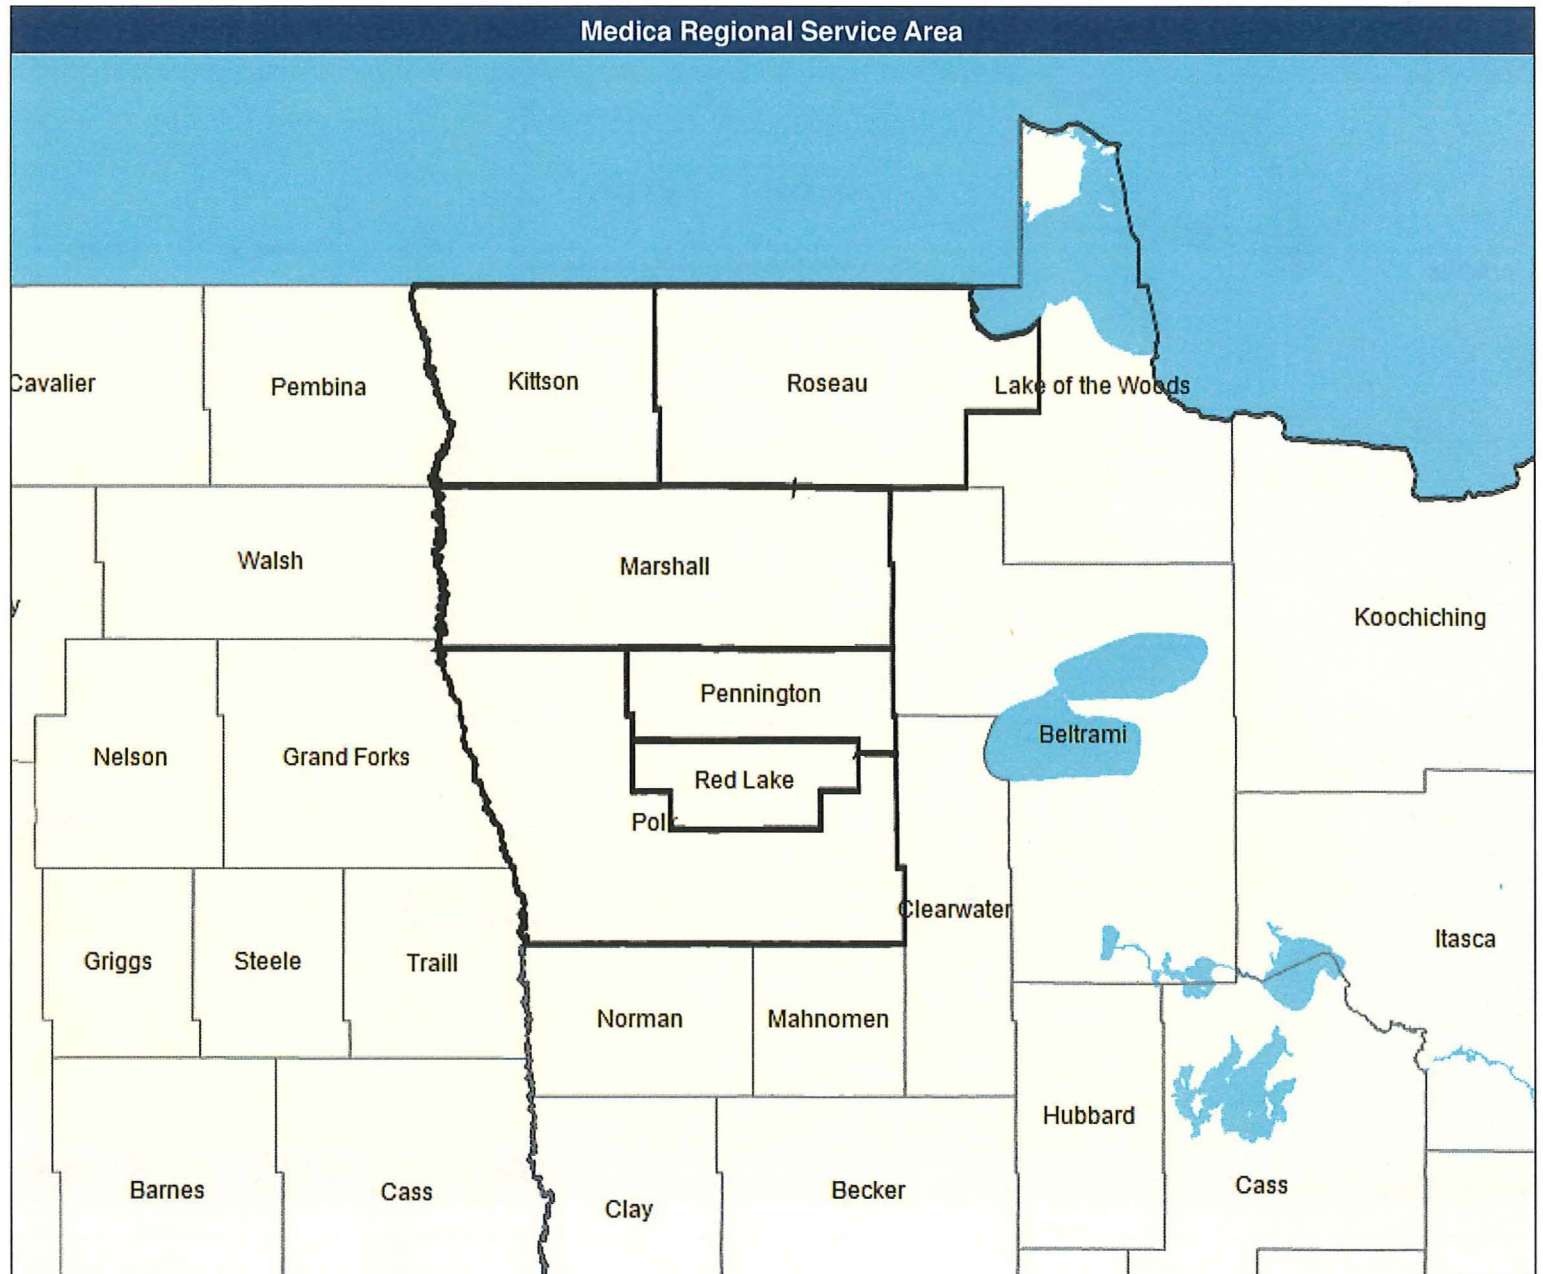 Medica Regional Service Area
Cavalier
Pembina
Kittson
Roseau
Lake of the Woods
Walsh
Marshall
y
Koochiching
Pennington
Nelson
Grand Forks
Red Lake
Beltrami
Polk
Clearwater
Griggs
Steele
Traill
Itasca
Norman
Mahnomen
Hubbard
Barnes
Cass
Clay
Becker
Cass